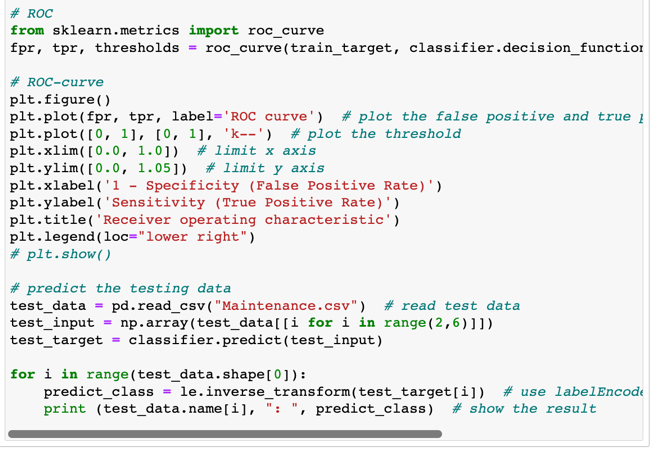 # ROC
from sklearn.metrics import roc_curve
fpr, tpr, thresholds = roc_curve(train_target, classifier.decision_function

# ROC-curve
plt.figure()
plt.plot(fpr, tpr, label='ROC curve')  # plot the false positive and true
plt.plot([0, 1], [0, 1], 'k--')  # plot the threshold
plt.xlim([0.0, 1.0])  # limit x axis
plt.ylim([0.0, 1.05])  # limit y axis
plt.xlabel('1 - Specificity (False Positive Rate)')
plt.ylabel('Sensitivity (True Positive Rate)')
plt.title('Receiver operating characteristic')
plt.legend(loc="lower right")
# plt.show()

# predict the testing data
test_data = pd.read_csv("Maintenance.csv")  # read test data
test_input = np.array(test_data[[i for i in range(2,6)]])
test_target = classifier.predict(test_input)

for i in range(test_data.shape[0]):
    predict_class = le.inverse_transform(test_target[i])  # use labelEncode
    print (test_data.name[i], ": ", predict_class)  # show the result